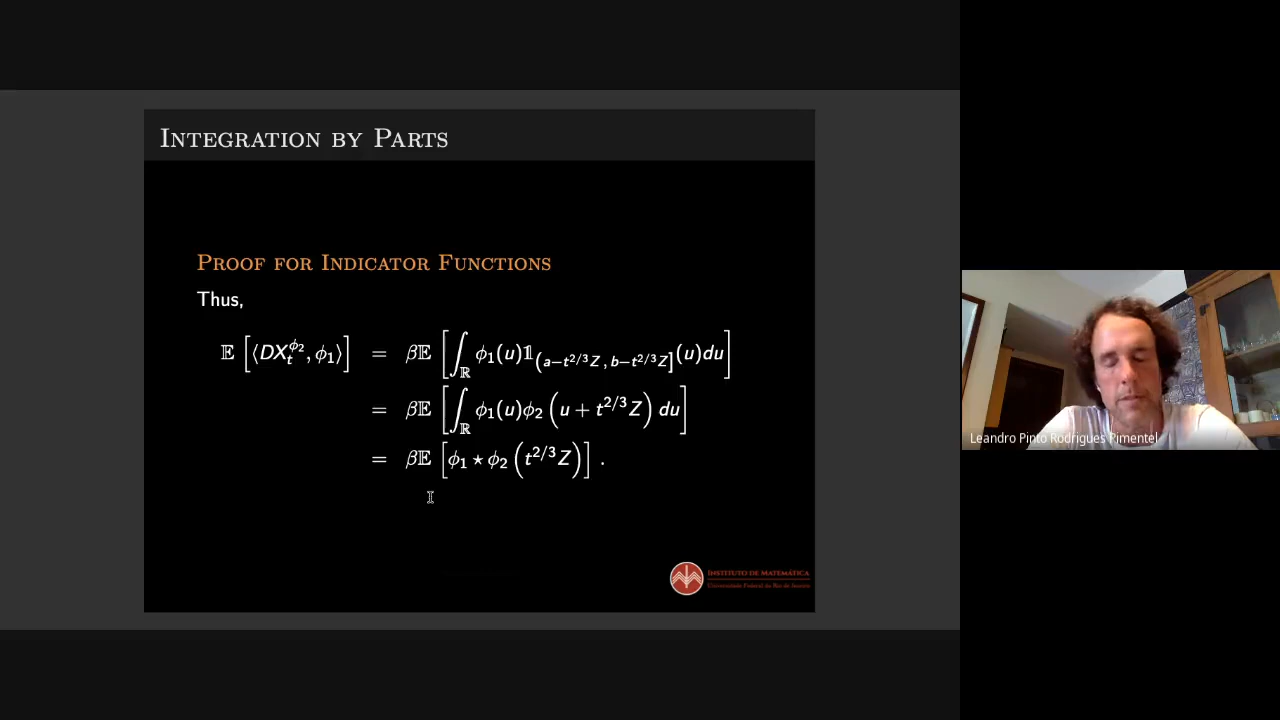 INTEGRATION BY PARTS
PROOF FOR INDICATOR FUNCTIONS
Thus,
𝔼 [⟨DX_t^{ϕ_2}, ϕ_1⟩] = β𝔼 [∫_ℝ ϕ_1(u)𝟙_{(a−t^{2/3}Z, b−t^{2/3}Z]}(u)du]
= β𝔼 [∫_ℝ ϕ_1(u)ϕ_2 (u + t^{2/3}Z) du]
= β𝔼 [ϕ_1 ⋆ ϕ_2 (t^{2/3}Z)] .
INSTITUTO DE MATEMÁTICA
Universidade Federal do Rio de Janeiro
Leandro Pinto Rodrigues Pimentel